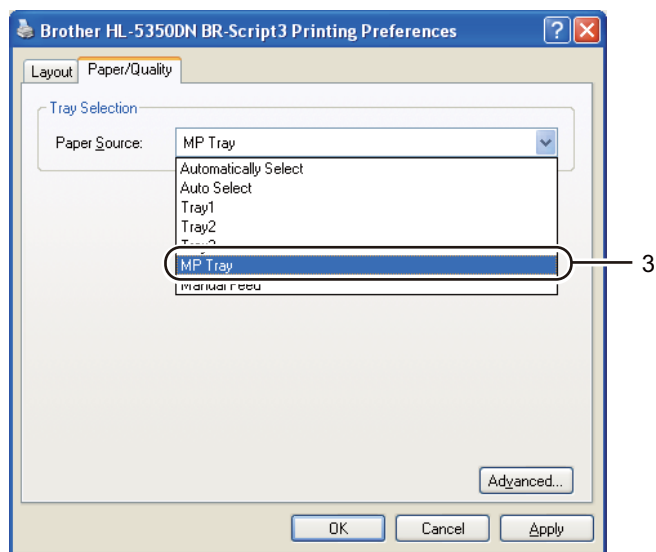 Brother HL-5350DN BR-Script3 Printing Preferences
Layout
Paper/Quality
Tray Selection
Paper Source:
MP Tray
Automatically Select
Auto Select
Tray1
Tray2
MP Tray
3
Manual Feed
Advanced...
OK
Cancel
Apply